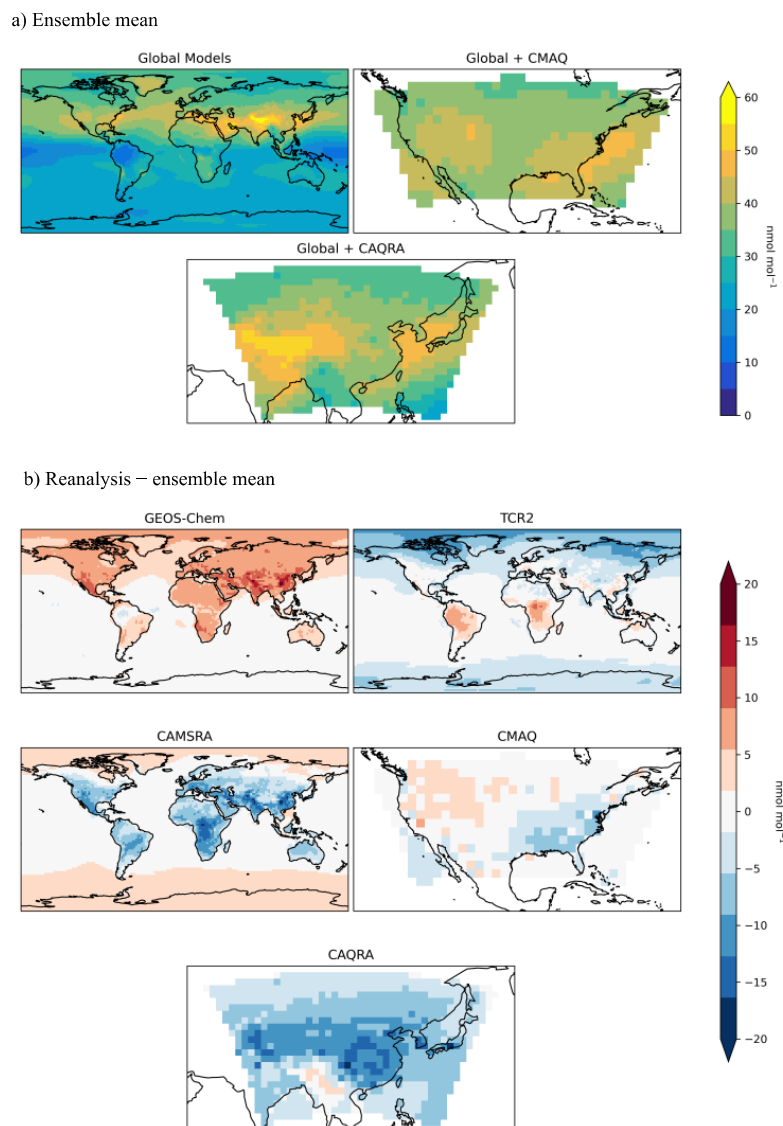 a) Ensemble mean
Global Models
Global + CMAQ
60
50
40
30
20
10
0
nmol mol⁻¹
Global + CAQRA
b) Reanalysis − ensemble mean
GEOS-Chem
TCR2
20
15
10
5
0
−5
−10
−15
−20
nmol mol⁻¹
CAMSRA
CMAQ
CAQRA